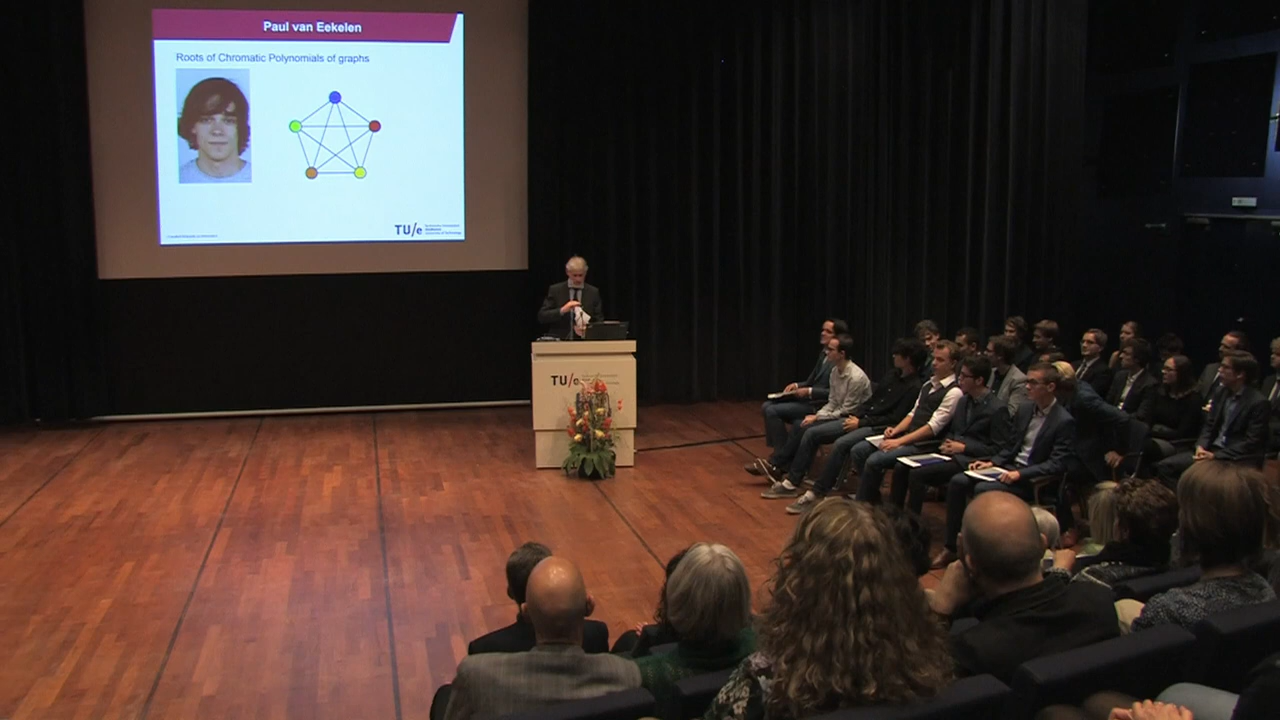 Paul van Eekelen
Roots of Chromatic Polynomials of graphs
TU/e
TU/e